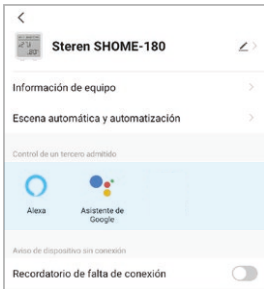 Steren SHOME-180
Información de equipo
Escena automática y automatización
Control de un tercero admitido
Alexa
Asistente de
Google
Aviso de dispositivo sin conexión
Recordatorio de falta de conexión